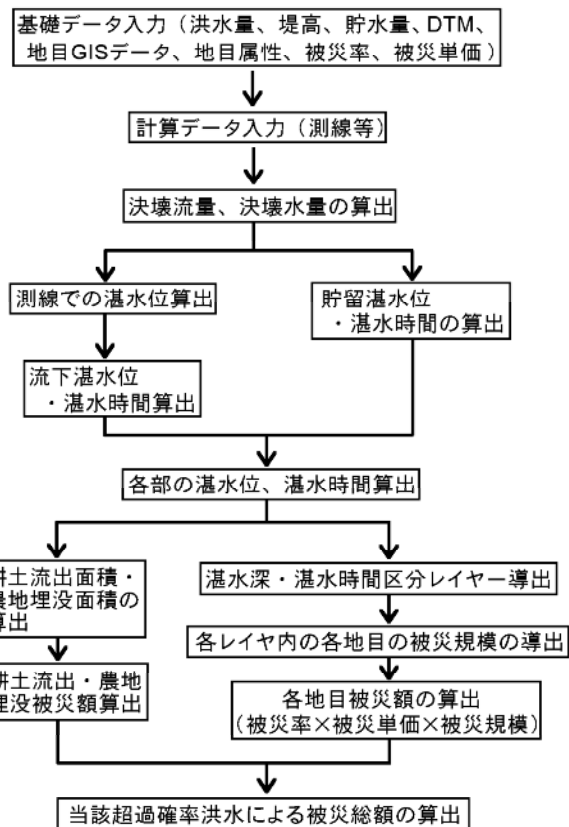 基礎データ入力（洪水量、堤高、貯水量、DTM、
地目GISデータ、地目属性、被災率、被災単価）
計算データ入力（測線等）
決壊流量、決壊水量の算出
測線での湛水位算出
流下湛水位
・湛水時間算出
貯留湛水位
・湛水時間の算出
各部の湛水位、湛水時間算出
耕土流出面積・
農地埋没面積の
算出
耕土流出・農地
埋没被災額算出
湛水深・湛水時間区分レイヤー導出
各レイヤ内の各地目の被災規模の導出
各地目被災額の算出
（被災率×被災単価×被災規模）
当該超過確率洪水による被災総額の算出